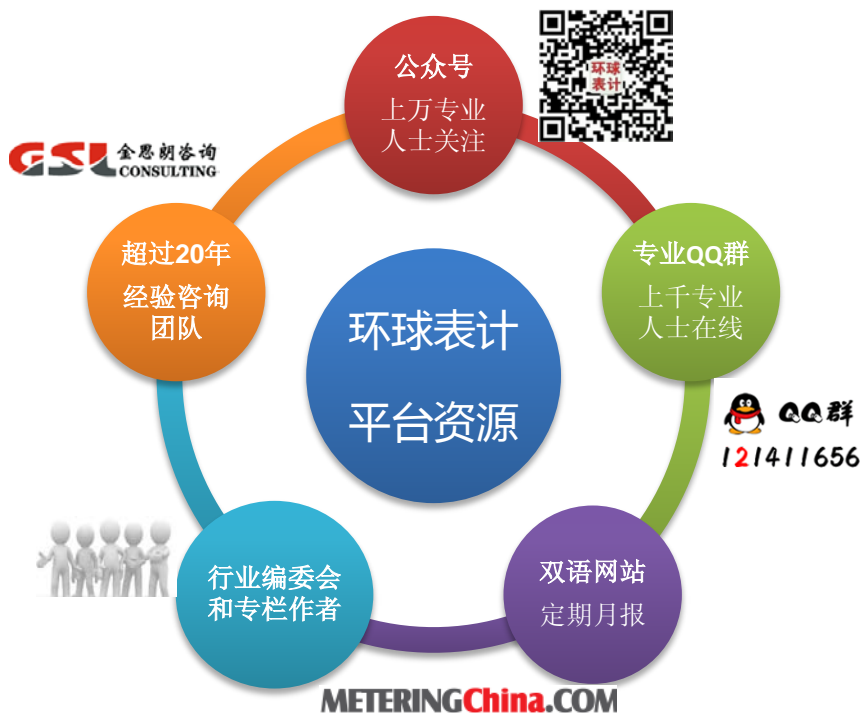 公众号
上万专业
人士关注
环球
表计
GSL 金思朗咨询
CONSULTING
超过20年
经验咨询
团队
专业QQ群
上千专业
人士在线
环球表计
平台资源
QQ群
121411656
行业编委会
和专栏作者
双语网站
定期月报
METERINGChina.COM